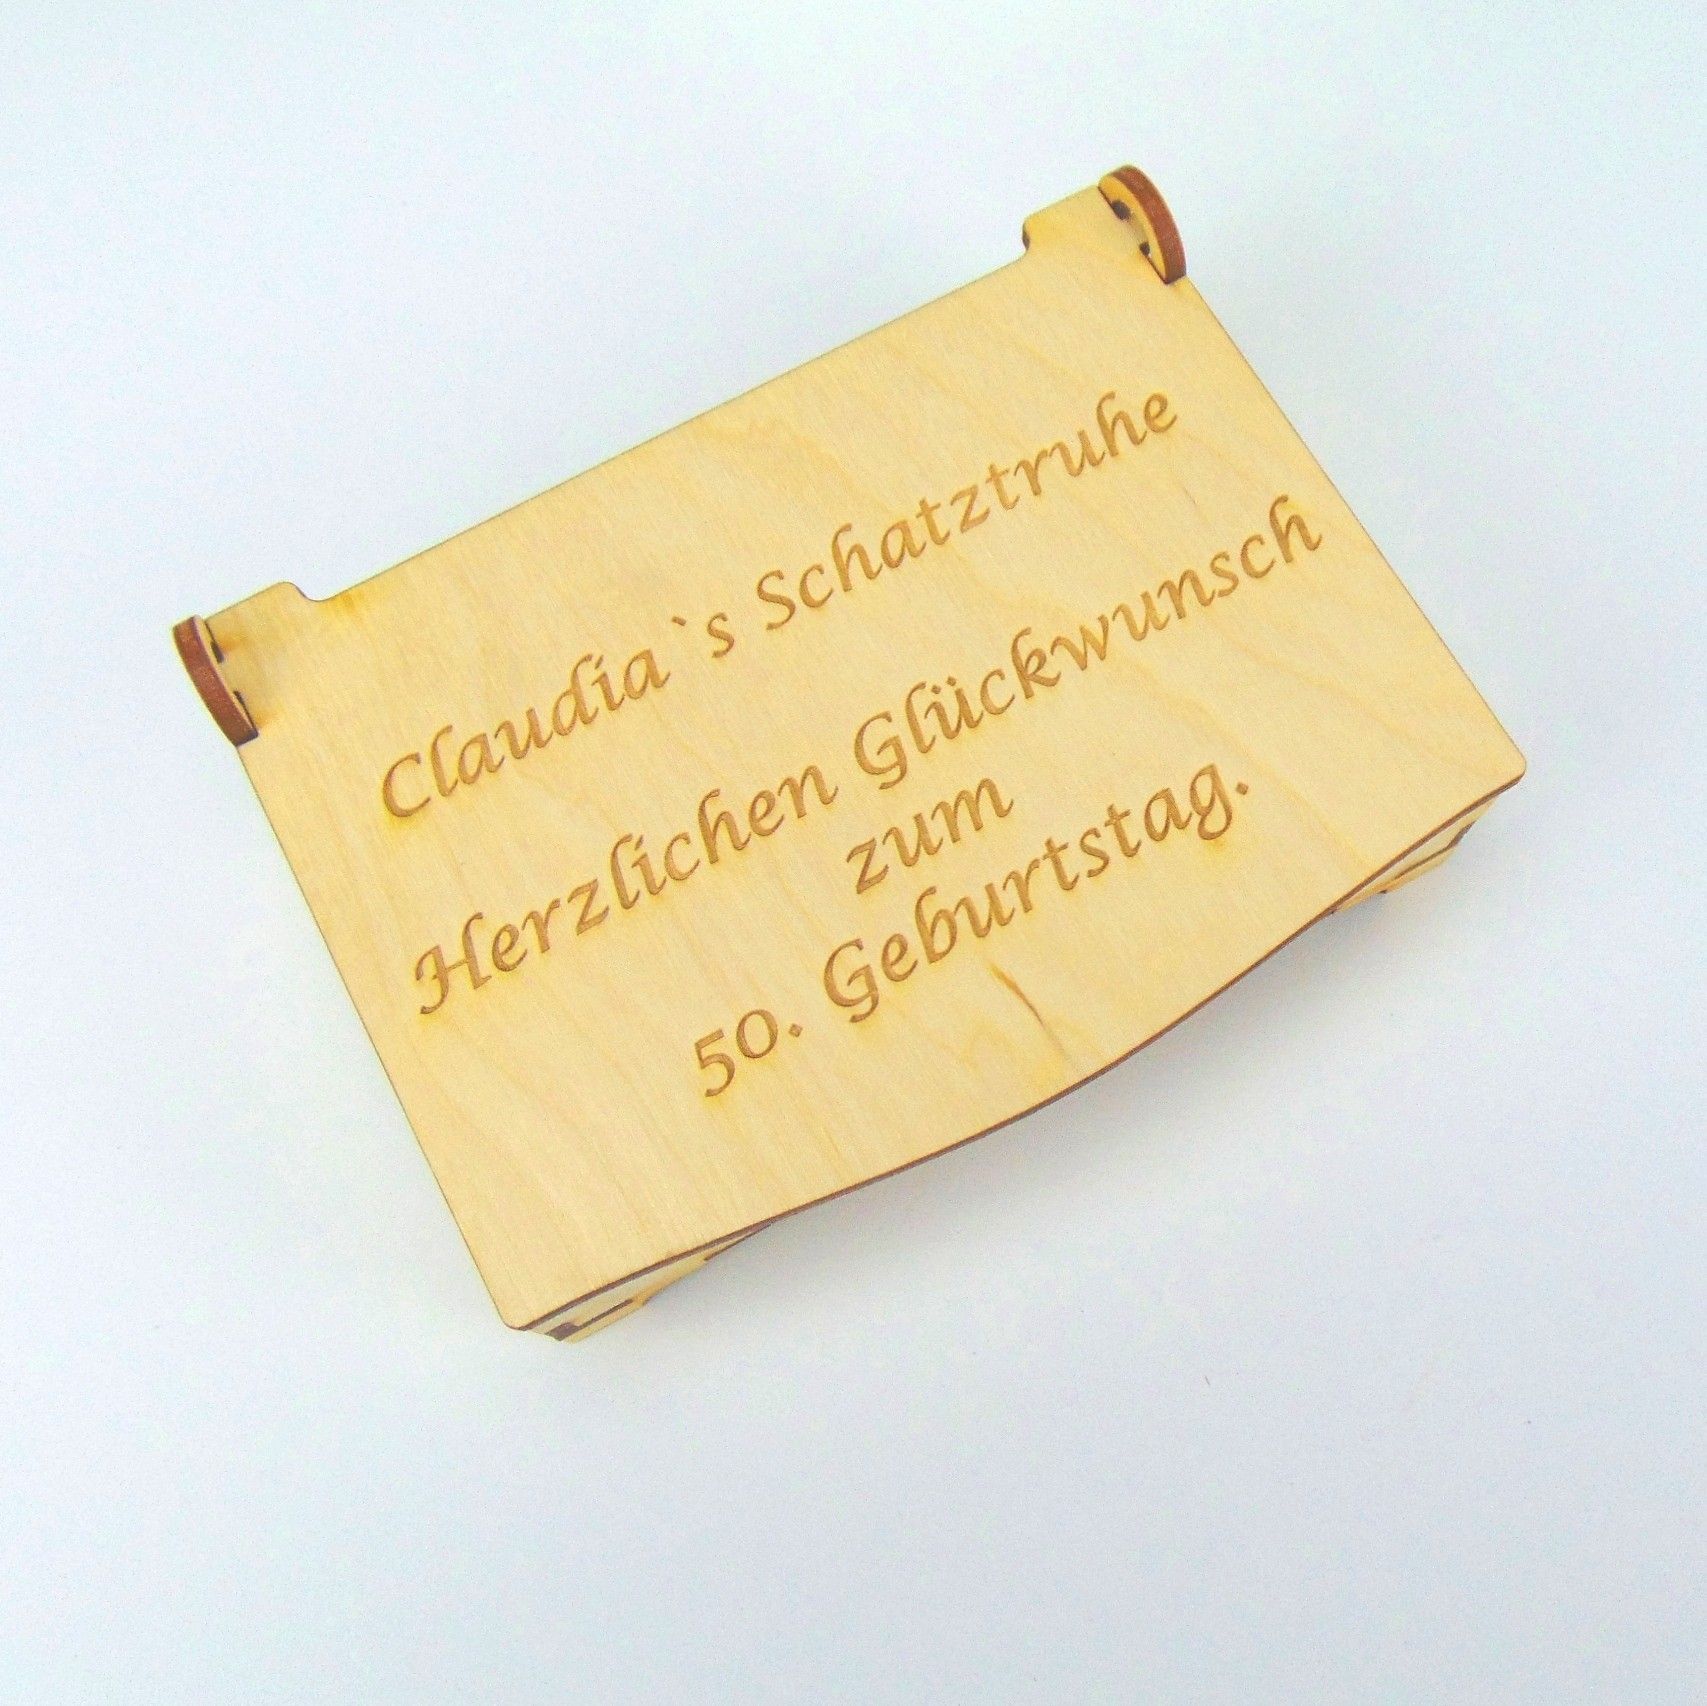 Claudia`s Schatztruhe
Herzlichen Glückwunsch
zum
50. Geburtstag.